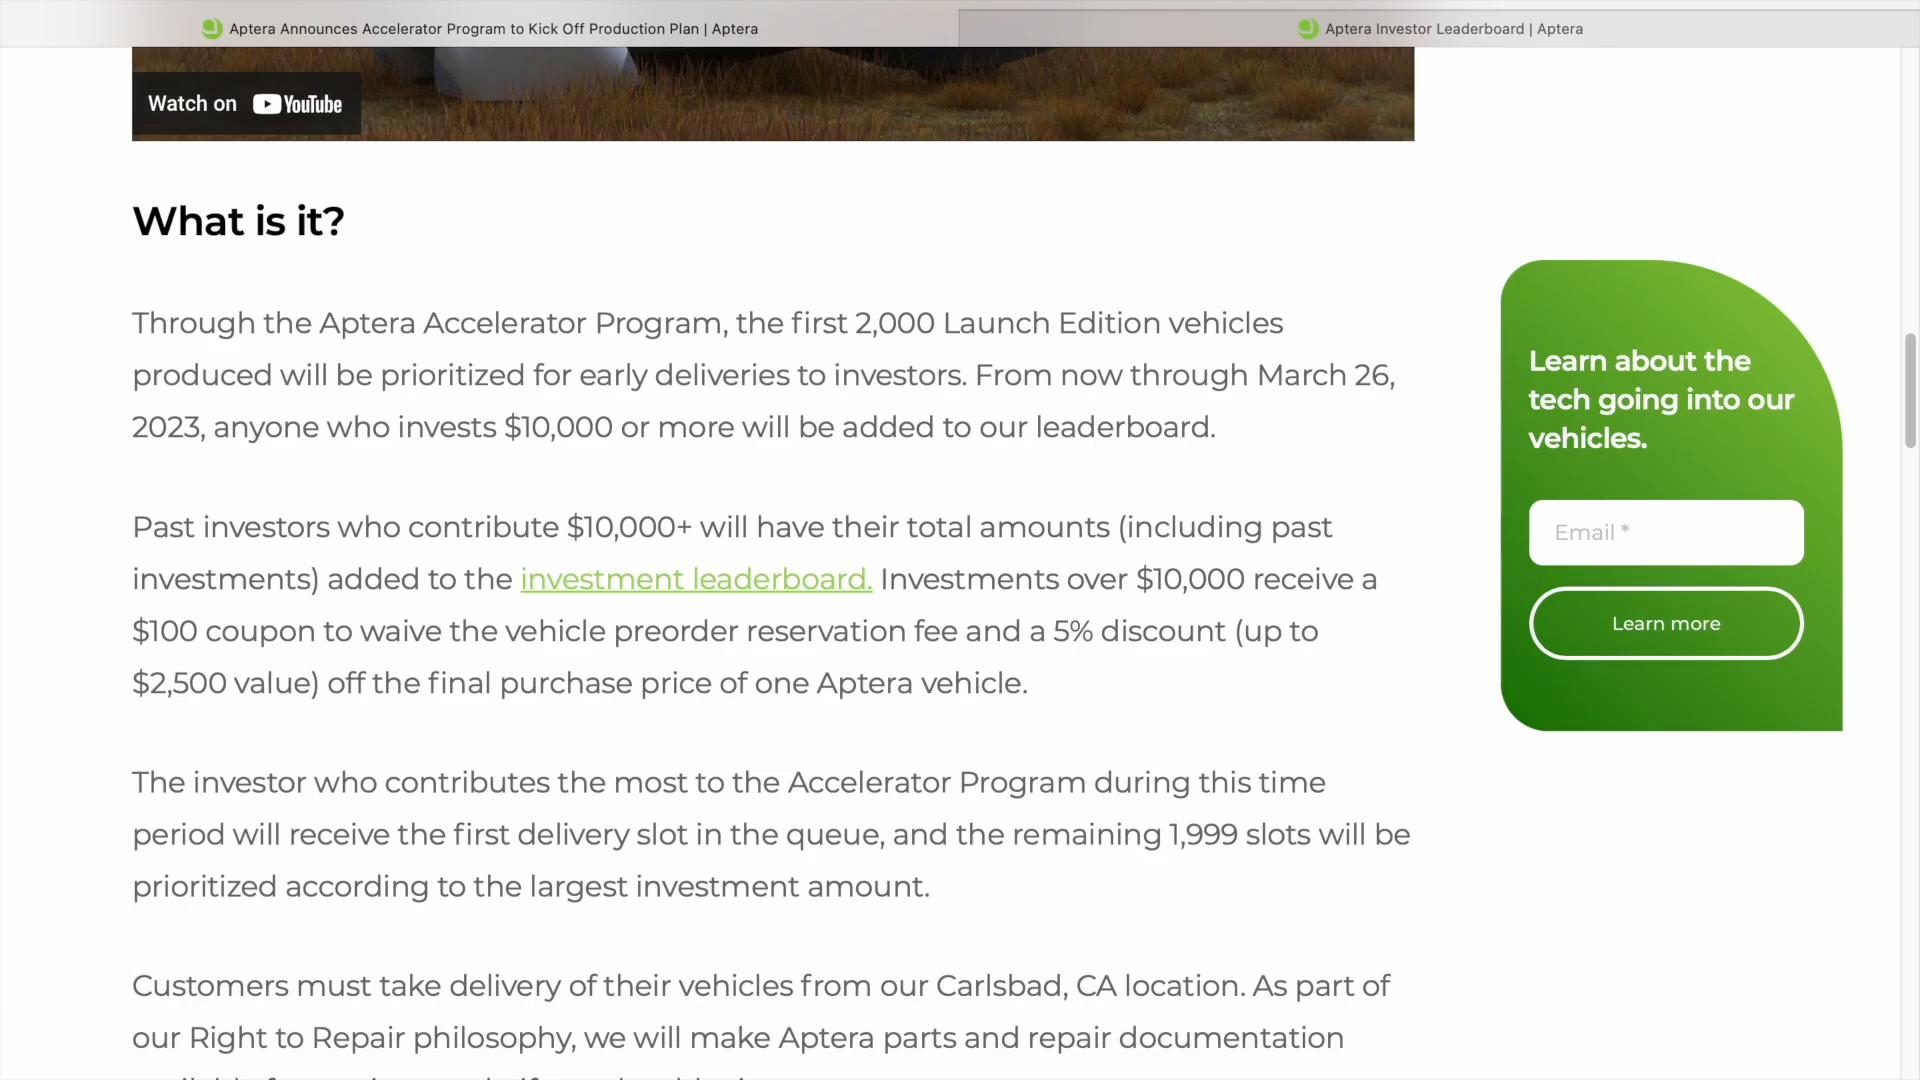 Aptera Announces Accelerator Program to Kick Off Production Plan | Aptera
Aptera Investor Leaderboard | Aptera
Watch on YouTube
What is it?
Through the Aptera Accelerator Program, the first 2,000 Launch Edition vehicles
produced will be prioritized for early deliveries to investors. From now through March 26,
2023, anyone who invests $10,000 or more will be added to our leaderboard.
Past investors who contribute $10,000+ will have their total amounts (including past
investments) added to the investment leaderboard. Investments over $10,000 receive a
$100 coupon to waive the vehicle preorder reservation fee and a 5% discount (up to
$2,500 value) off the final purchase price of one Aptera vehicle.
The investor who contributes the most to the Accelerator Program during this time
period will receive the first delivery slot in the queue, and the remaining 1,999 slots will be
prioritized according to the largest investment amount.
Customers must take delivery of their vehicles from our Carlsbad, CA location. As part of
our Right to Repair philosophy, we will make Aptera parts and repair documentation
Learn about the
tech going into our
vehicles.
Email *
Learn more